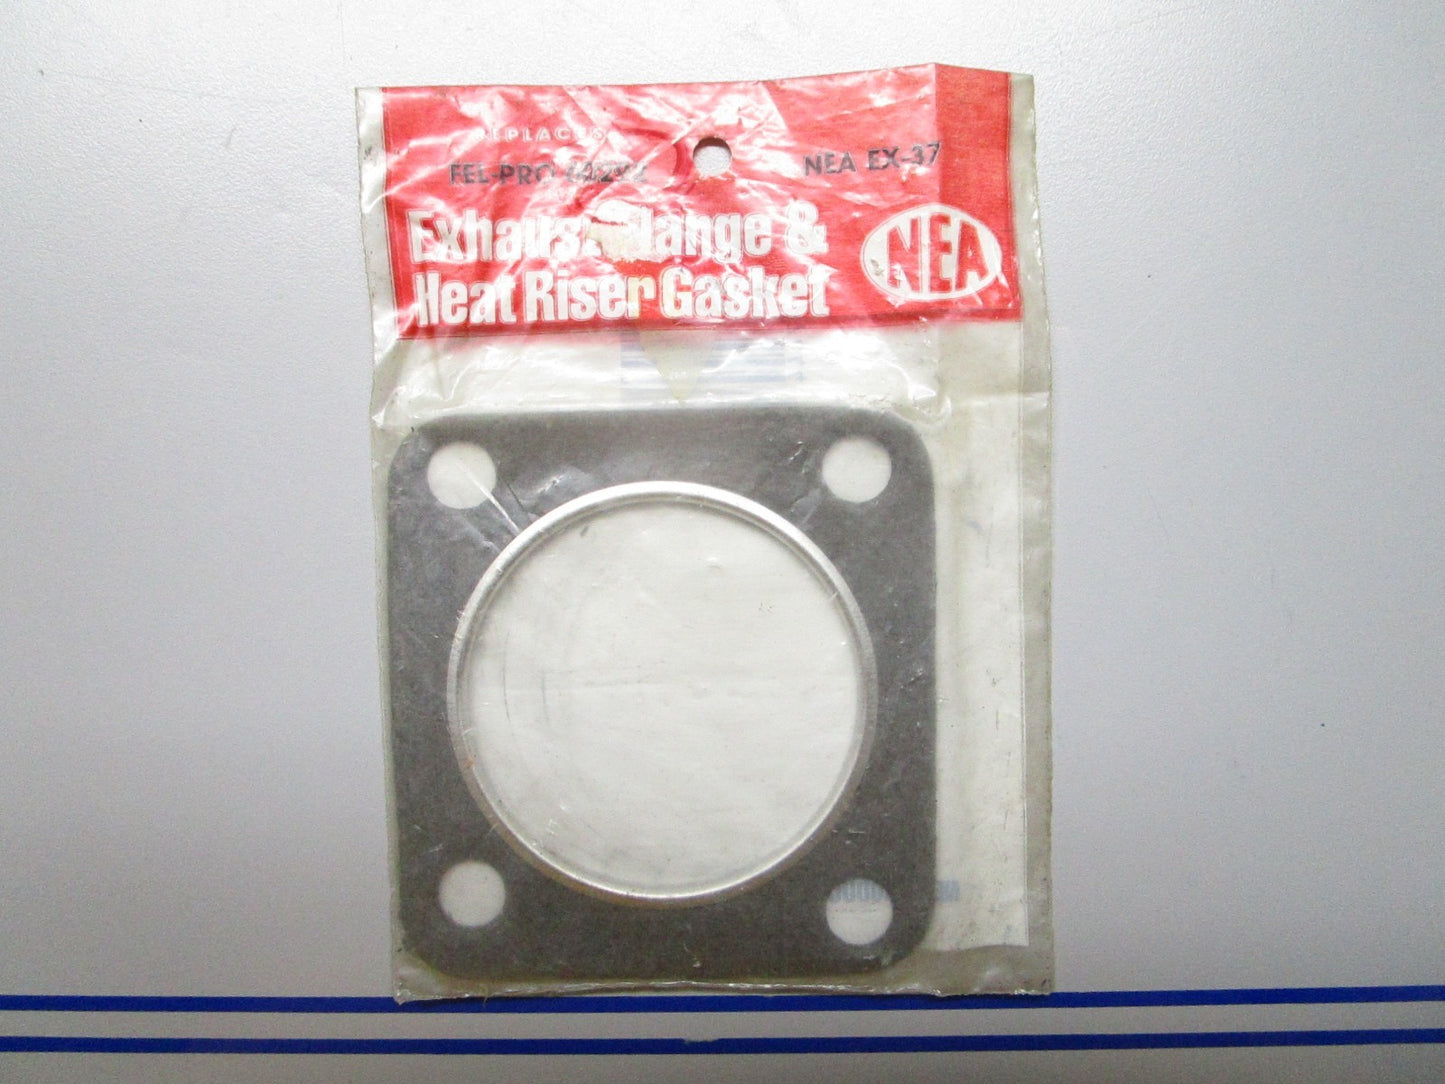 REPLACES
FEL-PRO
NEA EX-37
Exhaust Flange &
Heat Riser Gasket
NEA